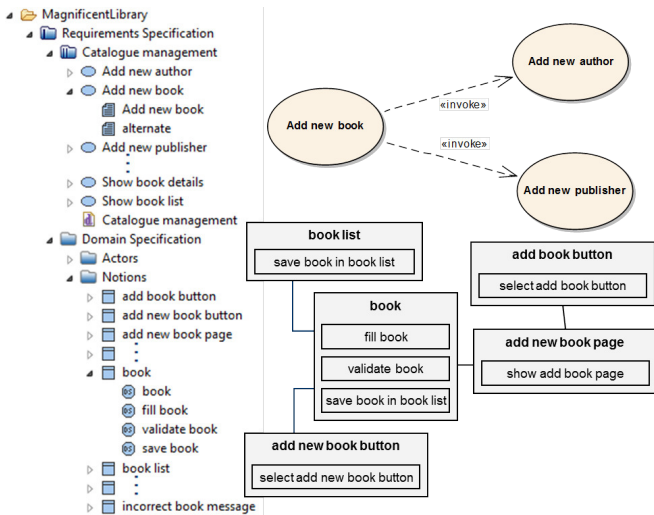 MagnificentLibrary
Requirements Specification
Catalogue management
Add new author
Add new book
Add new book
alternate
Add new publisher
Show book details
Show book list
Catalogue management
Domain Specification
Actors
Notions
add book button
add new book button
add new book page
book
book
fill book
validate book
save book
book list
incorrect book message
Add new author
«invoke»
Add new book
«invoke»
Add new publisher
book list
save book in book list
add book button
select add book button
book
fill book
validate book
save book in book list
add new book page
show add book page
add new book button
select add new book button